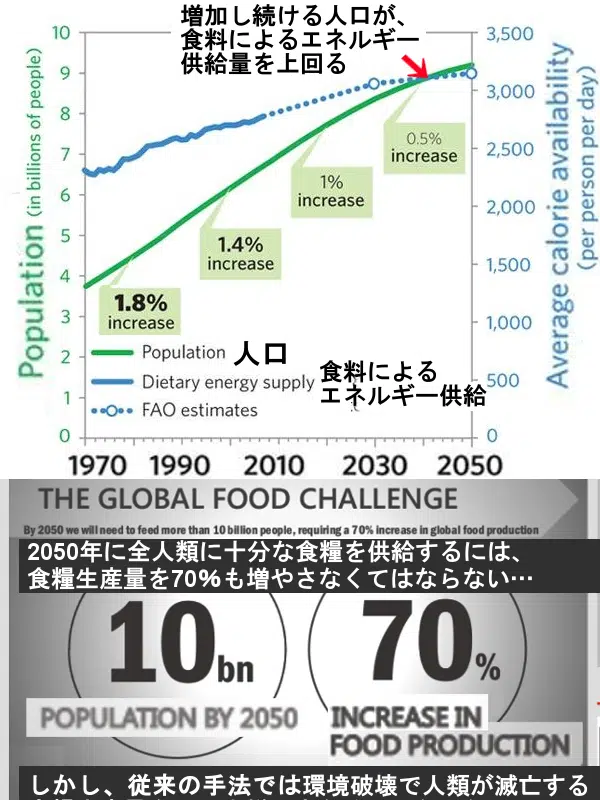 増加し続ける人口が、
食料によるエネルギー
供給量を上回る
10
9
8
7
6
5
4
3
2
1
0
Population (in billions of people)
3,500
3,000
2,500
2,000
1,500
1,000
500
0
Average calorie availability
(per person per day)
0.5%
increase
1%
increase
1.4%
increase
1.8%
increase
Population 人口
Dietary energy supply 食料による
エネルギー供給
FAO estimates
1970 1990 2010 2030 2050
THE GLOBAL FOOD CHALLENGE
By 2050 we will need to feed more than 10 billion people, requiring a 70% increase in global food production
2050年に全人類に十分な食糧を供給するには、
食糧生産量を70%も増やさなくてはならない…
10bn
POPULATION BY 2050
70%
INCREASE IN
FOOD PRODUCTION
しかし、従来の手法では環境破壊で人類が滅亡する